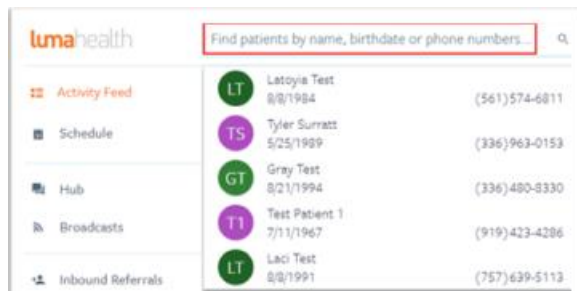 lumahealth
Find patients by name, birthdate or phone numbers...
Activity Feed
Schedule
Hub
Broadcasts
Inbound Referrals
LT
Latoyia Test
8/8/1984
(561)574-6811
TS
Tyler Surratt
5/25/1989
(336)963-0153
GT
Gray Test
8/21/1994
(336)480-8330
T1
Test Patient 1
7/11/1967
(919)423-4286
LT
Laci Test
8/8/1991
(757)639-5113